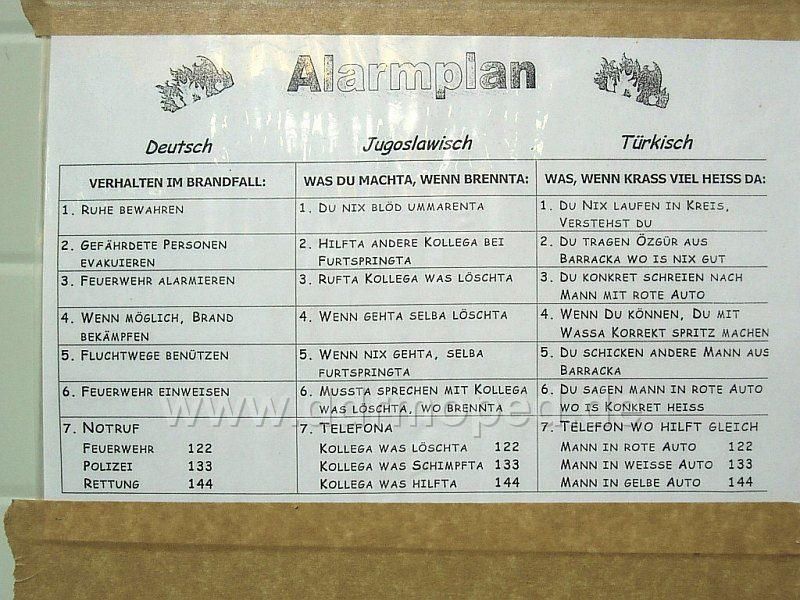 Alarmplan
Deutsch Jugoslawisch Türkisch
VERHALTEN IM BRANDFALL: WAS DU MACHTA, WENN BRENNTA: WAS, WENN KRASS VIEL HEISS DA:
1. RUHE BEWAHREN
1. DU NIX BLÖD UMMARENTA
1. DU NIX LAUFEN IN KREIS,
VERSTEHST DU
2. GEFÄHRDETE PERSONEN
EVAKUIEREN
2. HILFTA ANDERE KOLLEGA BEI
FURTSPRINGTA
2. DU TRAGEN ÖZGÜR AUS
BARRACKA WO IS NIX GUT
3. FEUERWEHR ALARMIEREN
3. RUFTA KOLLEGA WAS LÖSCHTA
3. DU KONKRET SCHREIEN NACH
MANN MIT ROTE AUTO
4. WENN MÖGLICH, BRAND
BEKÄMPFEN
4. WENN GEHTA SELBA LÖSCHTA
4. WENN DU KÖNNEN, DU MIT
WASSA KORREKT SPRITZ MACHEN
5. FLUCHTWEGE BENÜTZEN
5. WENN NIX GEHTA, SELBA
FURTSPRINGTA
5. DU SCHICKEN ANDERE MANN AUS
BARRACKA
6. FEUERWEHR EINWEISEN
6. MUSSTA SPRECHEN MIT KOLLEGA
WAS LÖSCHTA, WO BRENNTA
6. DU SAGEN MANN IN ROTE AUTO
WO IS KONKRET HEISS
7. NOTRUF
FEUERWEHR 122
POLIZEI 133
RETTUNG 144
7. TELEFONA
KOLLEGA WAS LÖSCHTA 122
KOLLEGA WAS SCHIMPFTA 133
KOLLEGA WAS HILFTA 144
7. TELEFON WO HILFT GLEICH
MANN IN ROTE AUTO 122
MANN IN WEISSE AUTO 133
MANN IN GELBE AUTO 144